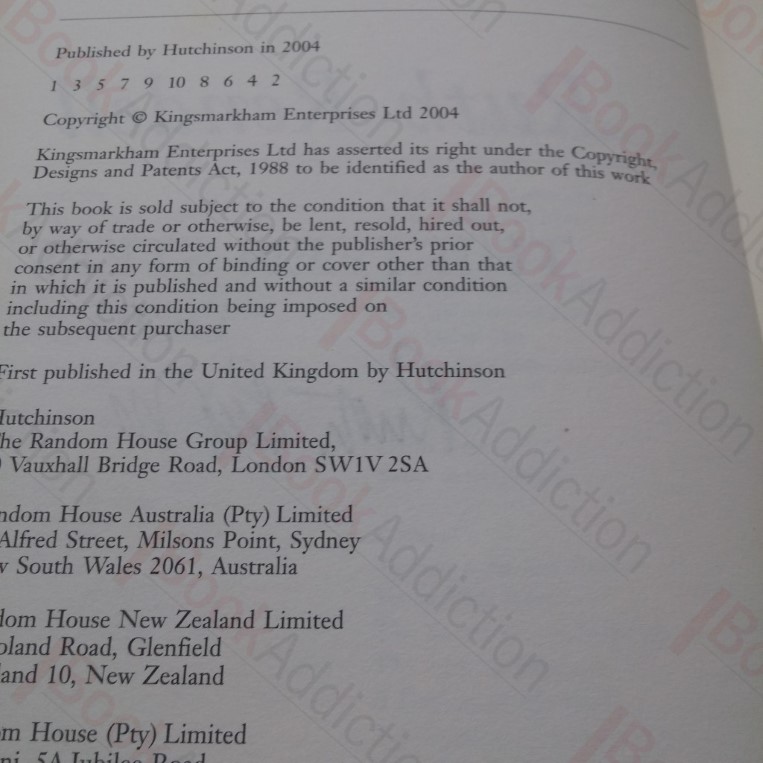 Published by Hutchinson in 2004
1 3 5 7 9 10 8 6 4 2
Copyright © Kingsmarkham Enterprises Ltd 2004
Kingsmarkham Enterprises Ltd has asserted its right under the Copyright,
Designs and Patents Act, 1988 to be identified as the author of this work
This book is sold subject to the condition that it shall not,
by way of trade or otherwise, be lent, resold, hired out,
or otherwise circulated without the publisher's prior
consent in any form of binding or cover other than that
in which it is published and without a similar condition
including this condition being imposed on
the subsequent purchaser
First published in the United Kingdom by Hutchinson
Hutchinson
The Random House Group Limited,
Vauxhall Bridge Road, London SW1V 2SA
ndom House Australia (Pty) Limited
Alfred Street, Milsons Point, Sydney
South Wales 2061, Australia
dom House New Zealand Limited
oland Road, Glenfield
and 10, New Zealand
om House (Pty) Limited
5A Jubilee Road
BookAddiction